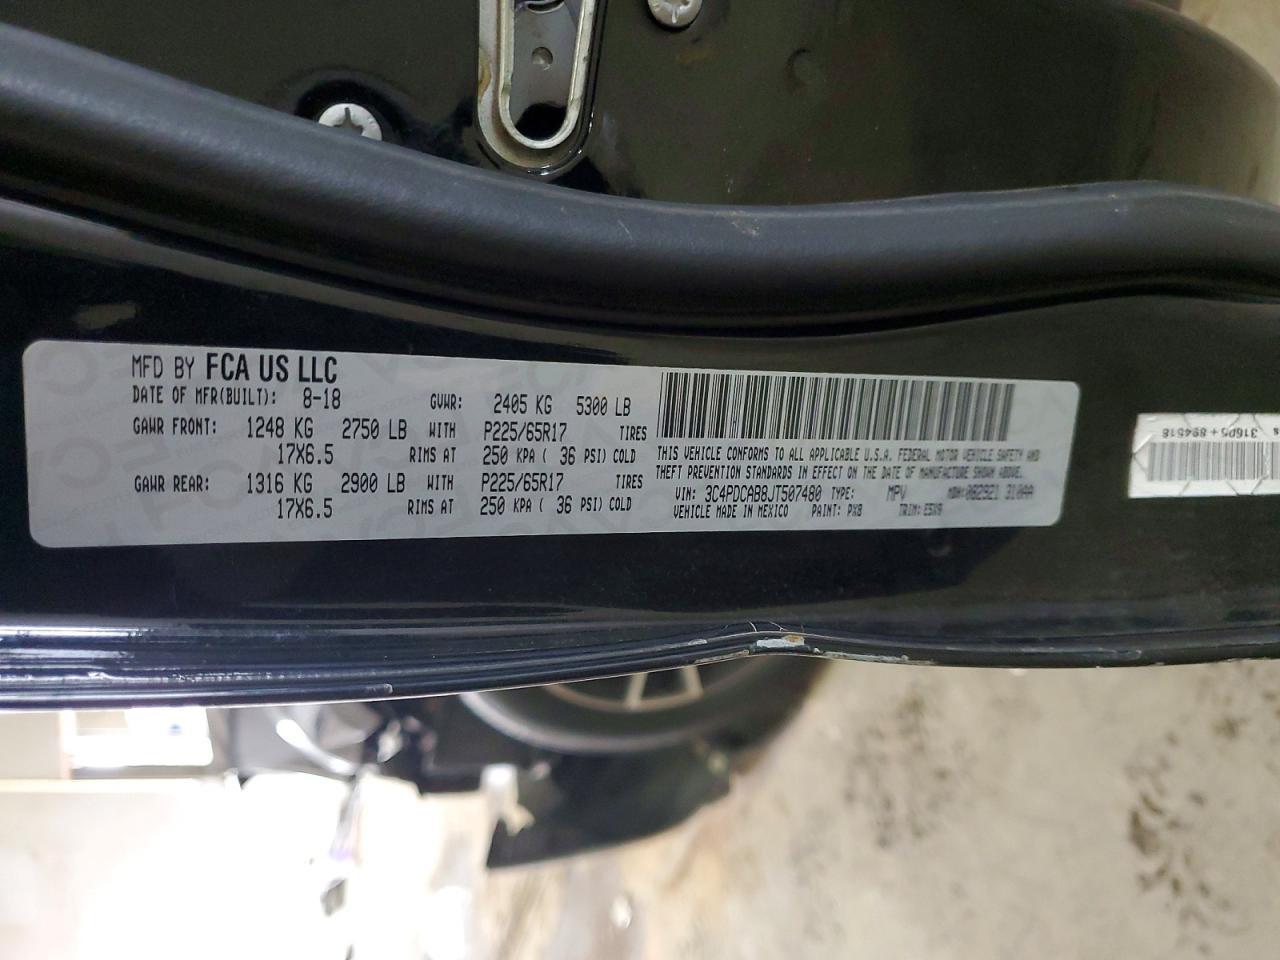 MFD BY FCA US LLC
DATE OF MFR(BUILT): 8-18 GVWR: 2405 KG 5300 LB
GAWR FRONT: 1248 KG 2750 LB WITH P225/65R17 TIRES
17X6.5 RIMS AT 250 KPA ( 36 PSI) COLD
GAWR REAR: 1316 KG 2900 LB WITH P225/65R17 TIRES
17X6.5 RIMS AT 250 KPA ( 36 PSI) COLD
THIS VEHICLE CONFORMS TO ALL APPLICABLE U.S.A. FEDERAL MOTOR VEHICLE SAFETY AND
THEFT PREVENTION STANDARDS IN EFFECT ON THE DATE OF MANUFACTURE SHOWN ABOVE.
VIN: 3C4PDCAB8JT507480 TYPE: MPV MDH:
VEHICLE MADE IN MEXICO PAINT: PX8 TRIM: